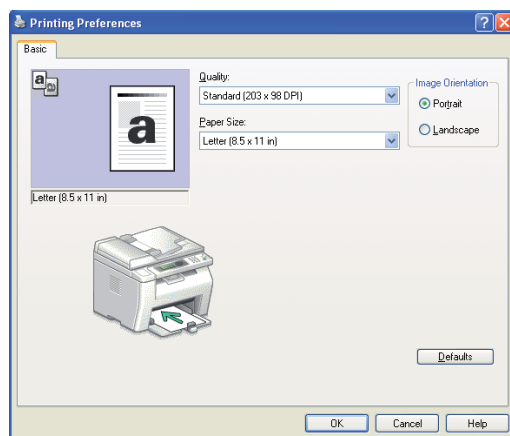 Printing Preferences
Basic
Quality:
Standard (203 x 98 DPI)
Paper Size:
Letter (8.5 x 11 in)
Image Orientation
Portrait
Landscape
a
a
a
Letter (8.5 x 11 in)
Defaults
OK
Cancel
Help